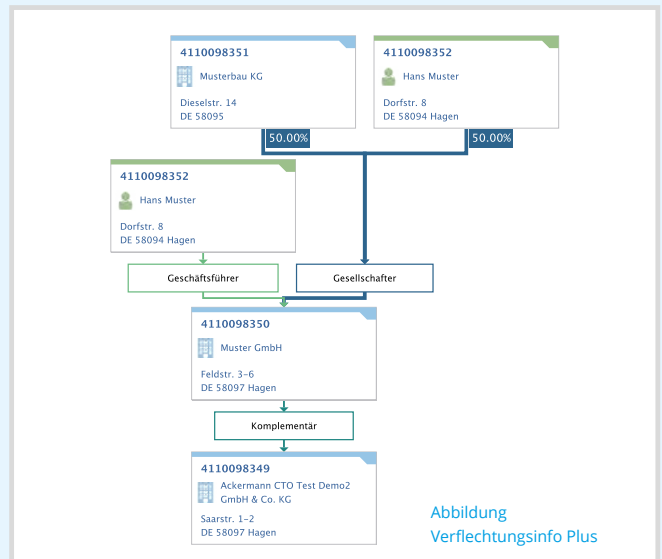 4110098351
Musterbau KG
Dieselstr. 14
DE 58095
4110098352
Hans Muster
Dorfstr. 8
DE 58094 Hagen
50.00%
50.00%
4110098352
Hans Muster
Dorfstr. 8
DE 58094 Hagen
Geschäftsführer
Gesellschafter
4110098350
Muster GmbH
Feldstr. 3-6
DE 58097 Hagen
Komplementär
4110098349
Ackermann CTO Test Demo2
GmbH & Co. KG
Saarstr. 1-2
DE 58097 Hagen
Abbildung
Verflechtungsinfo Plus